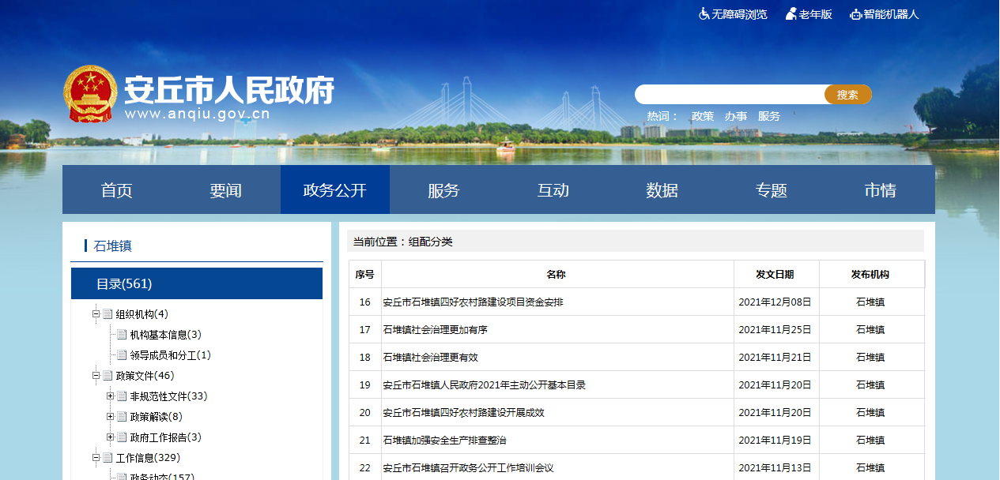 无障碍浏览 老年版 智能机器人
安丘市人民政府
www.anqiu.gov.cn
搜索
热词： 政策 办事 服务
首页 要闻 政务公开 服务 互动 数据 专题 市情
石堆镇
目录(561)
组织机构(4)
机构基本信息(3)
领导成员和分工(1)
政策文件(46)
非规范性文件(33)
政策解读(8)
政府工作报告(3)
工作信息(329)
政务动态(157)
当前位置：组配分类
序号 名称 发文日期 发布机构
16 安丘市石堆镇四好农村路建设项目资金安排 2021年12月08日 石堆镇
17 石堆镇社会治理更加有序 2021年11月25日 石堆镇
18 石堆镇社会治理更有效 2021年11月21日 石堆镇
19 安丘市石堆镇人民政府2021年主动公开基本目录 2021年11月20日 石堆镇
20 安丘市石堆镇四好农村路建设开展成效 2021年11月20日 石堆镇
21 石堆镇加强安全生产排查整治 2021年11月19日 石堆镇
22 安丘市石堆镇召开政务公开工作培训会议 2021年11月13日 石堆镇